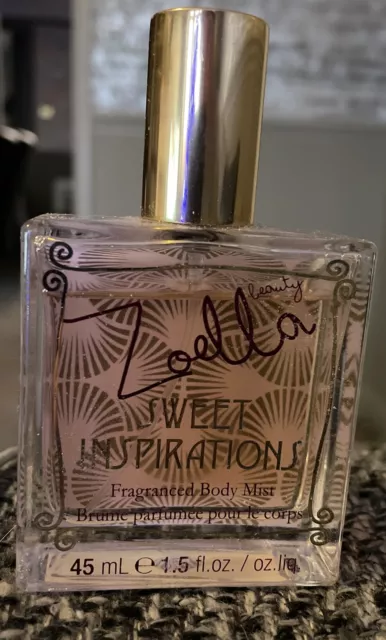 Zoella beauty
SWEET
INSPIRATIONS
Fragranced Body Mist
Brume parfumée pour le corps
45 mL ℮ 1.5 fl.oz. / oz.liq.